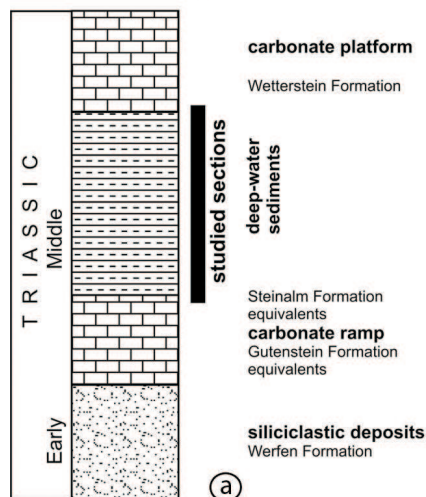 TRIASSIC
Middle
Early
studied sections
deep-water
sediments
carbonate platform
Wetterstein Formation
Steinalm Formation
equivalents
carbonate ramp
Gutenstein Formation
equivalents
siliciclastic deposits
Werfen Formation
a